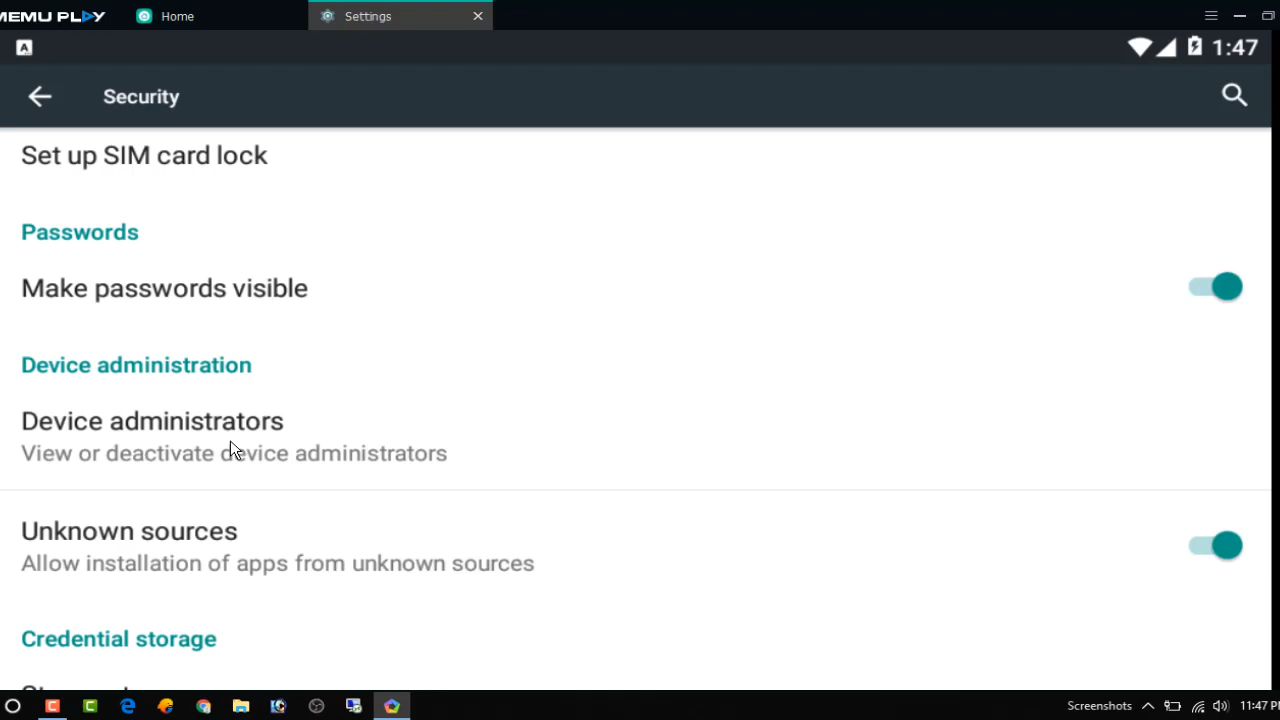 MEMU PLAY Home Settings
A 1:47
Security
Set up SIM card lock
Passwords
Make passwords visible
Device administration
Device administrators
View or deactivate device administrators
Unknown sources
Allow installation of apps from unknown sources
Credential storage
Screenshots 11:47 P